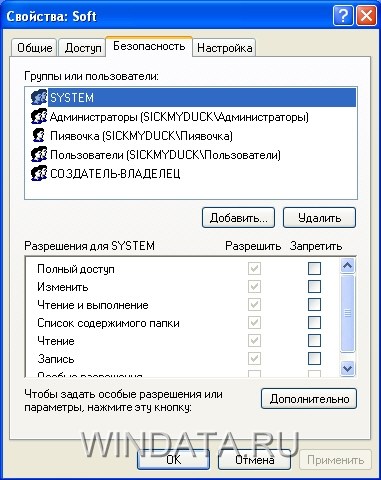 Свойства: Soft
Общие Доступ Безопасность Настройка
Группы или пользователи:
SYSTEM
Администраторы (SICKMYDUCK\Администраторы)
Пиявочка (SICKMYDUCK\Пиявочка)
Пользователи (SICKMYDUCK\Пользователи)
СОЗДАТЕЛЬ-ВЛАДЕЛЕЦ
Добавить... Удалить
Разрешения для SYSTEM Разрешить Запретить
Полный доступ
Изменить
Чтение и выполнение
Список содержимого папки
Чтение
Запись
Особые разрешения
Чтобы задать особые разрешения или
параметры, нажмите эту кнопку: Дополнительно
WINDATA.RU
OK Отмена Применить